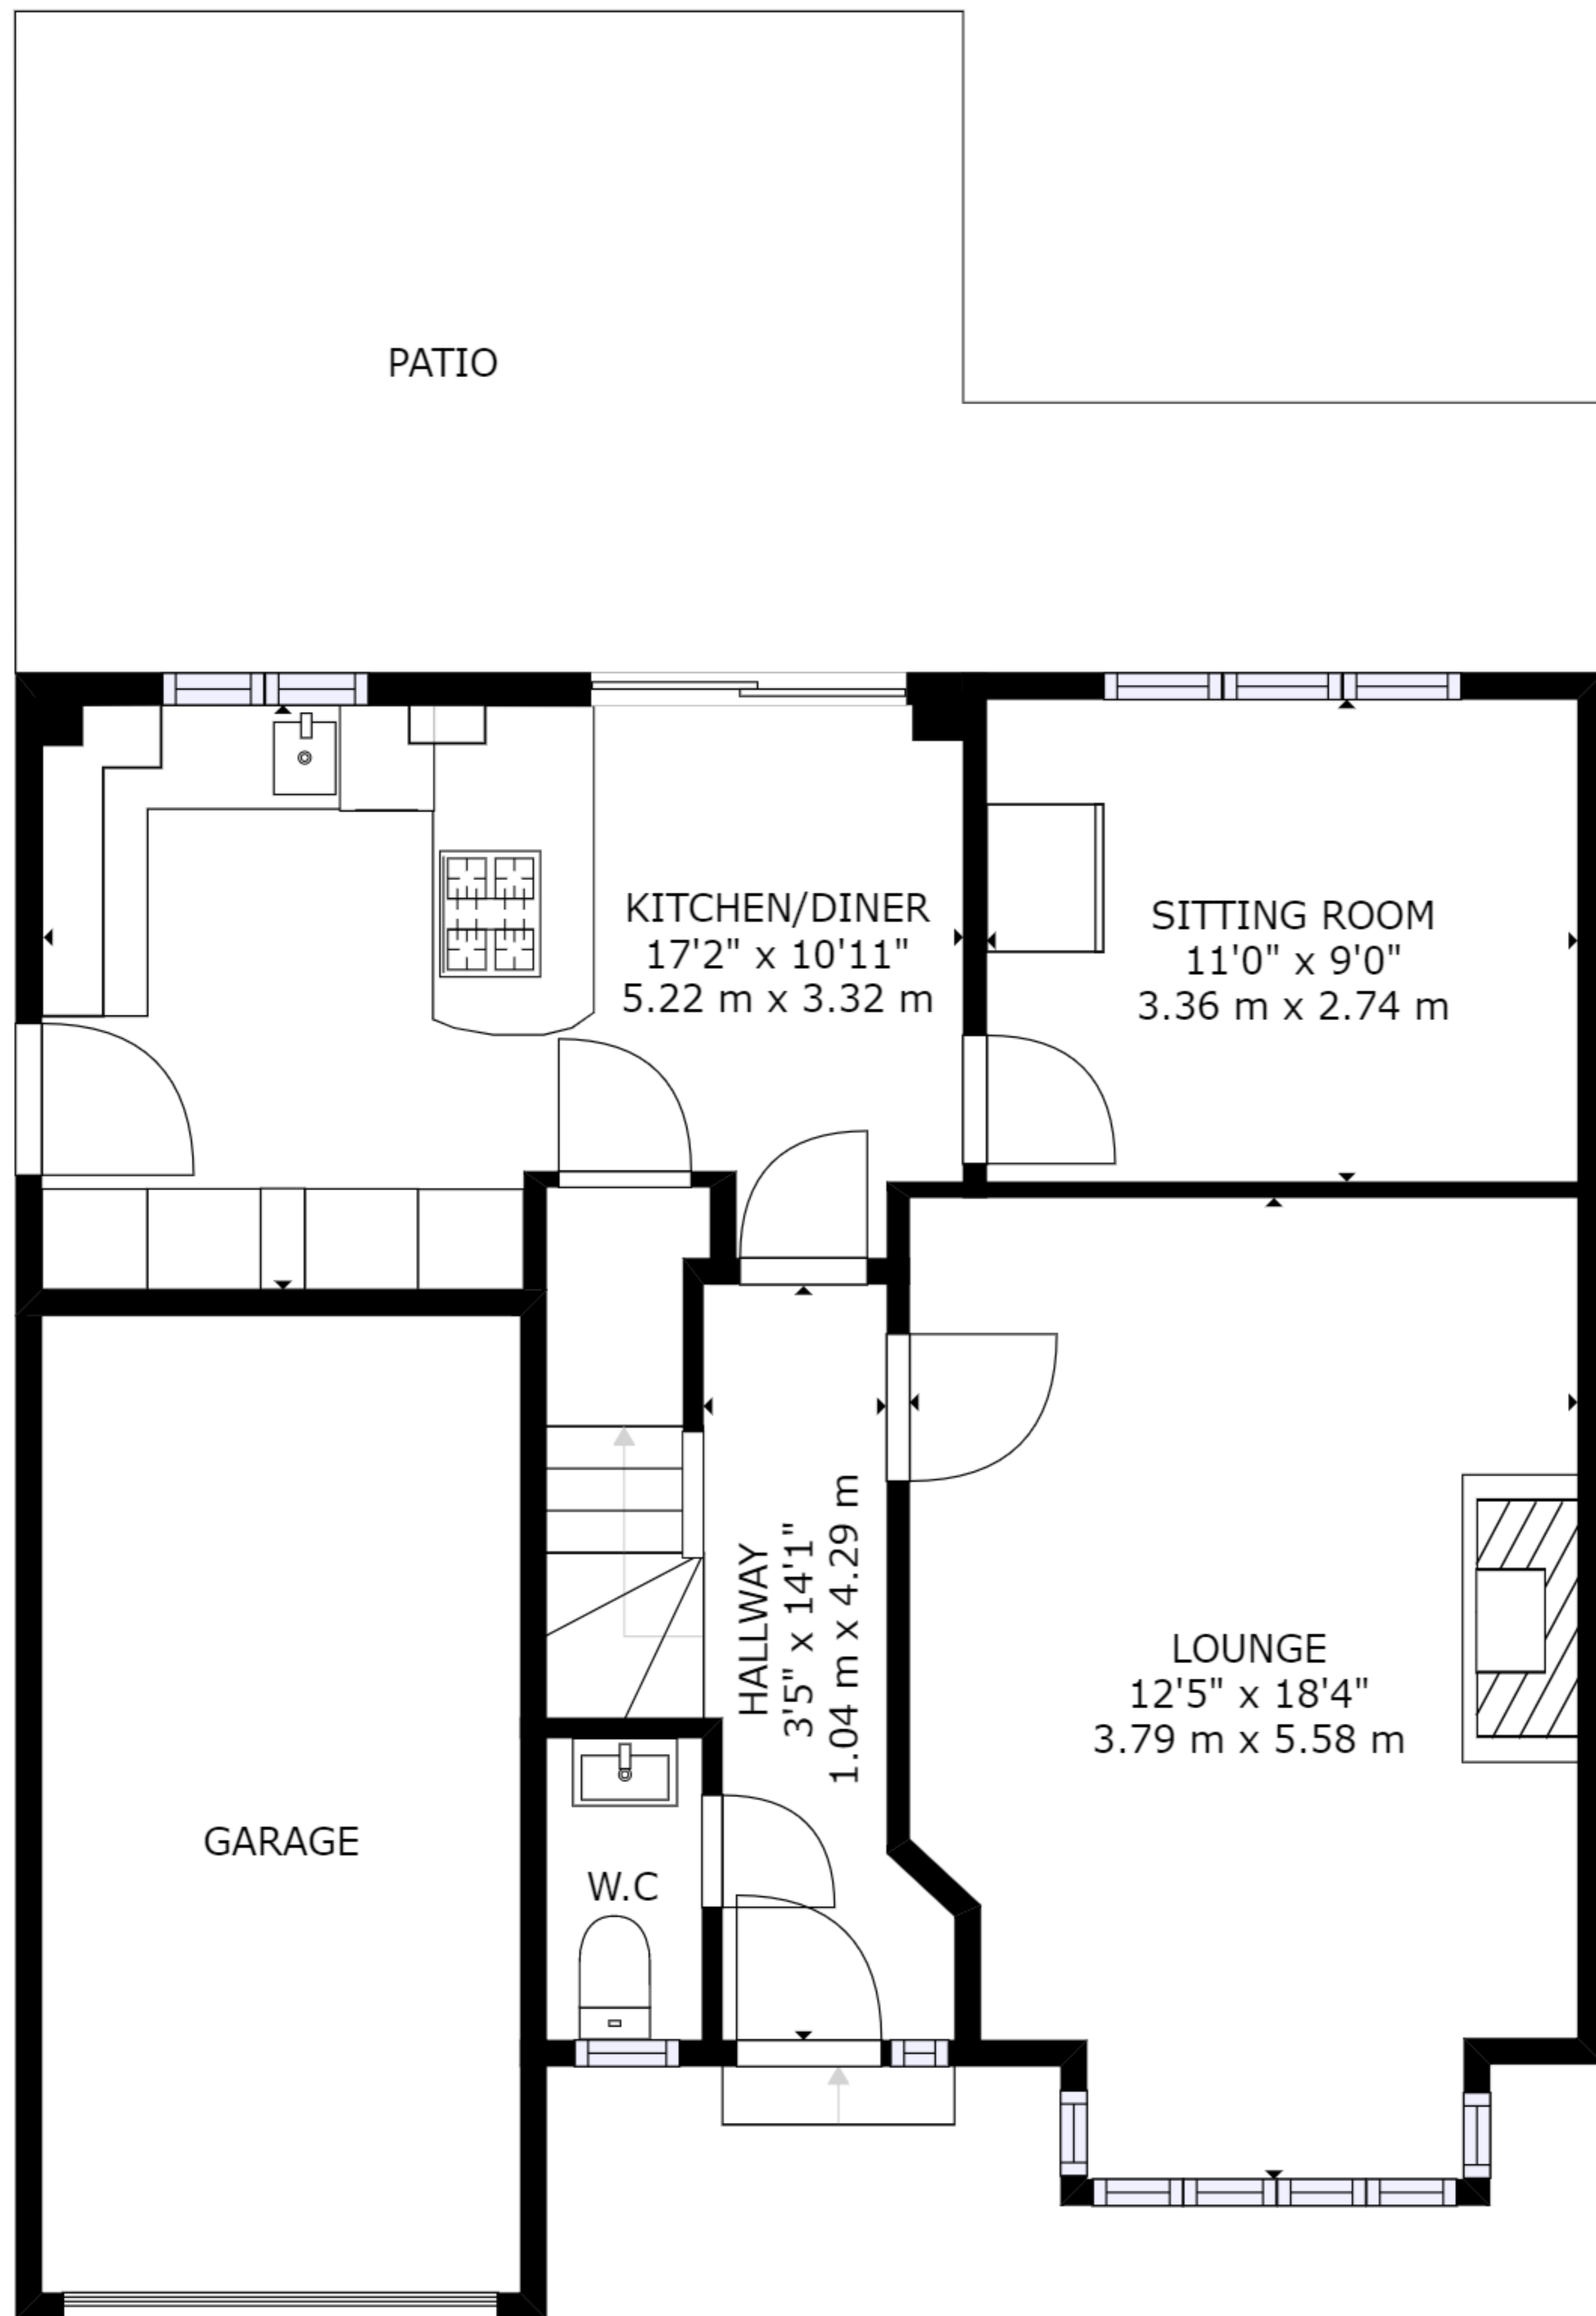 PATIO
KITCHEN/DINER
17'2" x 10'11"
5.22 m x 3.32 m
SITTING ROOM
11'0" x 9'0"
3.36 m x 2.74 m
HALLWAY
3'5" x 14'1"
1.04 m x 4.29 m
LOUNGE
12'5" x 18'4"
3.79 m x 5.58 m
GARAGE
W.C